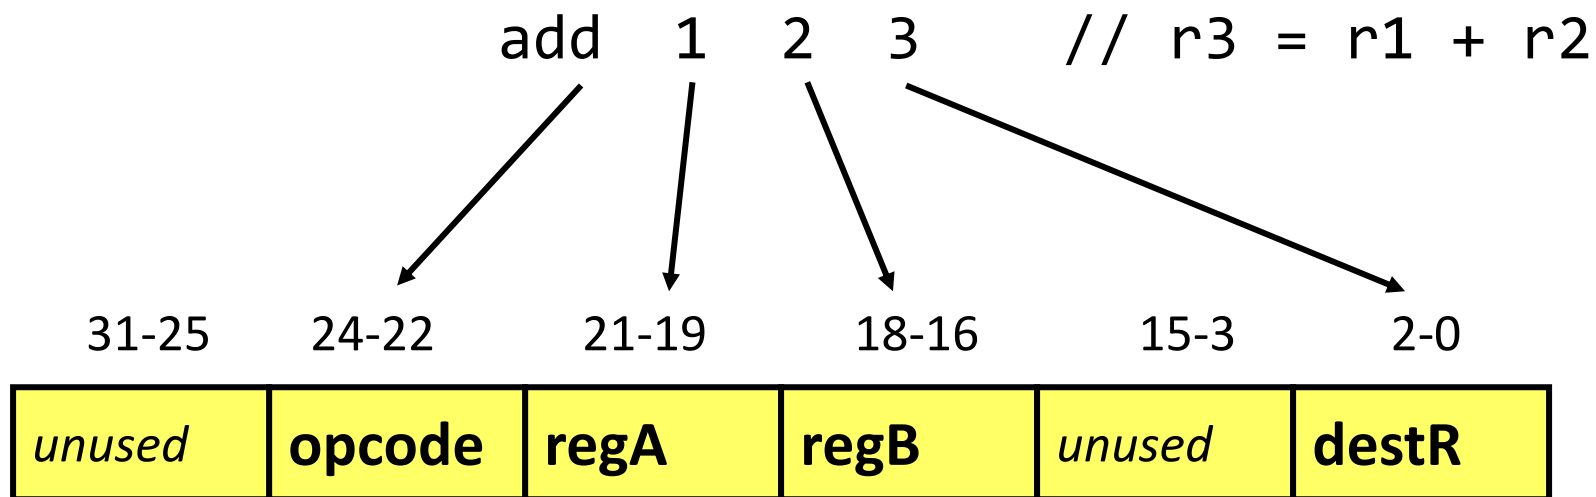 add 1 2 3 // r3 = r1 + r2
31-25 24-22 21-19 18-16 15-3 2-0
unused opcode regA regB unused destR